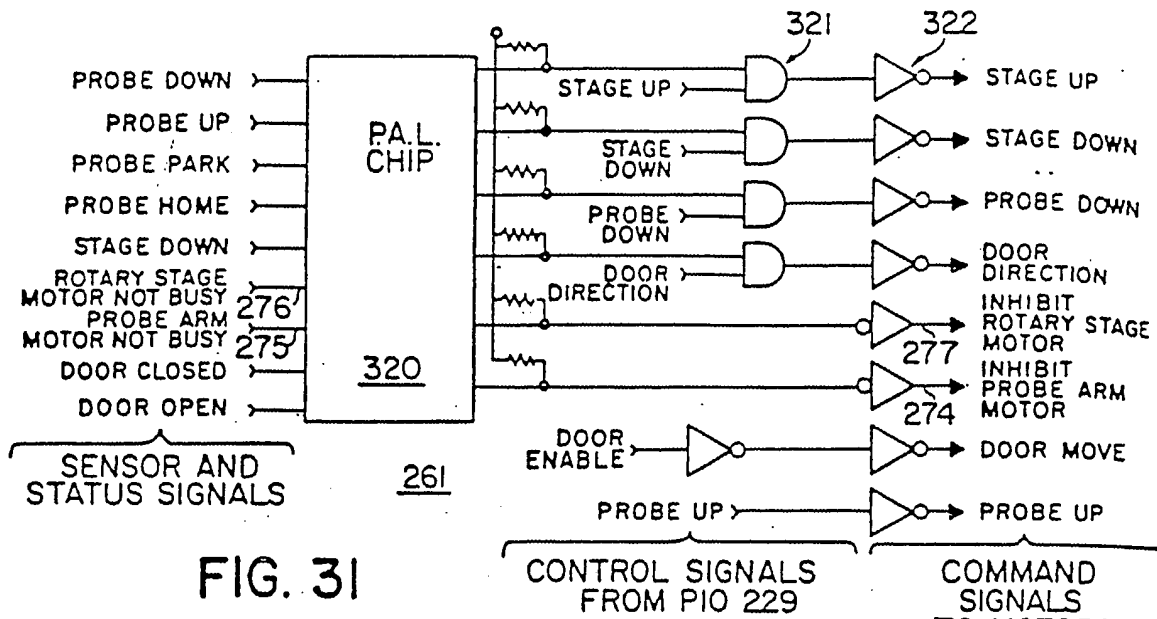 321
322
PROBE DOWN
PROBE UP
PROBE PARK
PROBE HOME
STAGE DOWN
ROTARY STAGE
MOTOR NOT BUSY
276
PROBE ARM
MOTOR NOT BUSY
275
DOOR CLOSED
DOOR OPEN
SENSOR AND
STATUS SIGNALS
P.A.L.
CHIP
320
261
STAGE UP
STAGE
DOWN
PROBE
DOWN
DOOR
DIRECTION
DOOR
ENABLE
PROBE UP
CONTROL SIGNALS
FROM PIO 229
STAGE UP
STAGE DOWN
PROBE DOWN
DOOR
DIRECTION
INHIBIT
ROTARY STAGE
MOTOR
277
INHIBIT
PROBE ARM
MOTOR
274
DOOR MOVE
PROBE UP
COMMAND
SIGNALS
FIG. 31